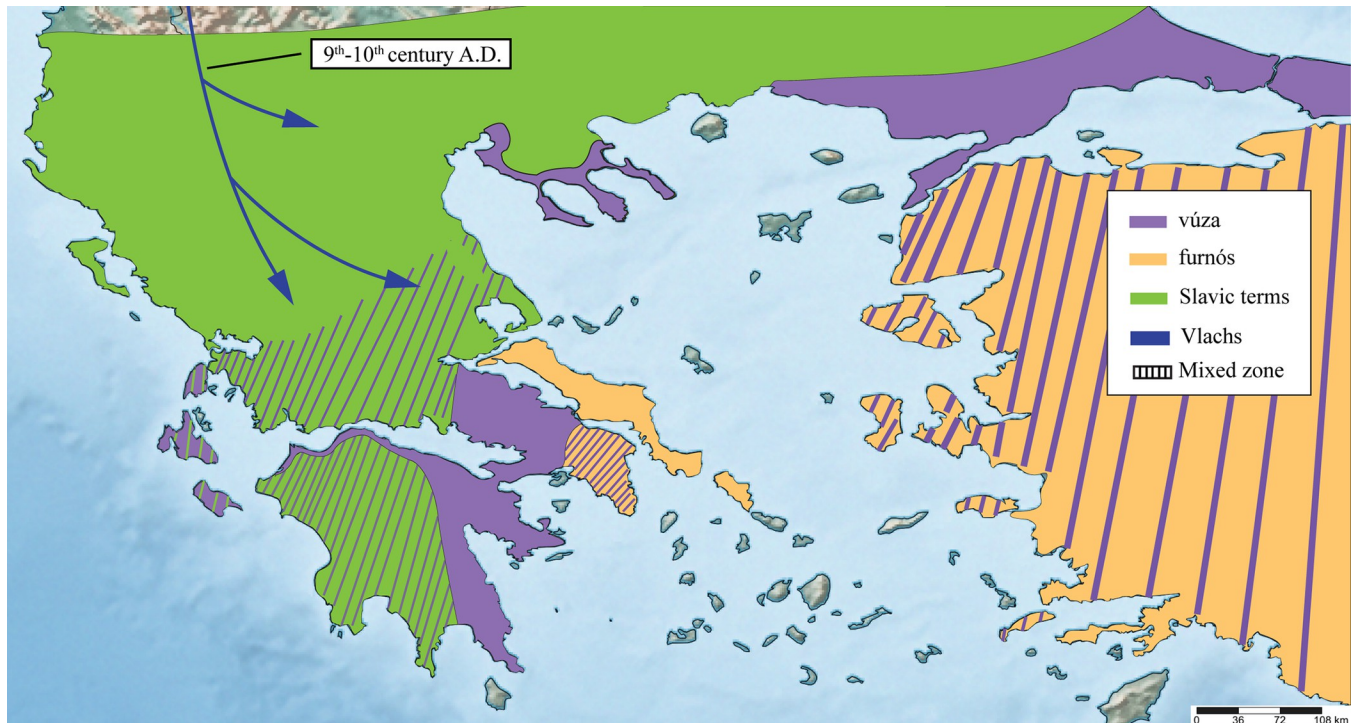 9th-10th century A.D.
vúza
furnós
Slavic terms
Vlachs
Mixed zone
0 36 72 108 km